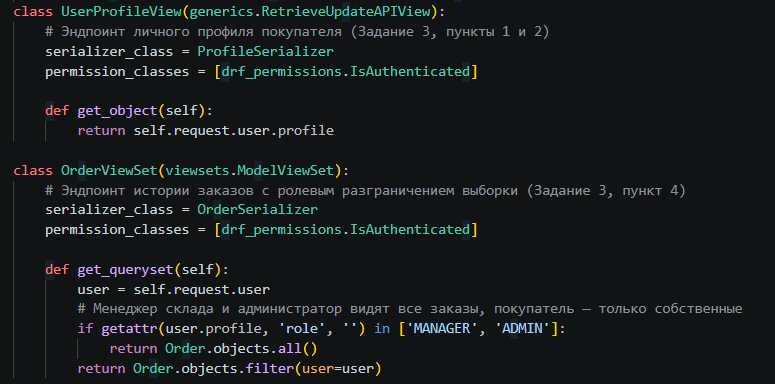 class UserProfileView(generics.RetrieveUpdateAPIView):
    # Эндпоинт личного профиля покупателя (Задание 3, пункты 1 и 2)
    serializer_class = ProfileSerializer
    permission_classes = [drf_permissions.IsAuthenticated]

    def get_object(self):
        return self.request.user.profile

class OrderViewSet(viewsets.ModelViewSet):
    # Эндпоинт истории заказов с ролевым разграничением выборки (Задание 3, пункт 4)
    serializer_class = OrderSerializer
    permission_classes = [drf_permissions.IsAuthenticated]

    def get_queryset(self):
        user = self.request.user
        # Менеджер склада и администратор видят все заказы, покупатель — только собственные
        if getattr(user.profile, 'role', '') in ['MANAGER', 'ADMIN']:
            return Order.objects.all()
        return Order.objects.filter(user=user)